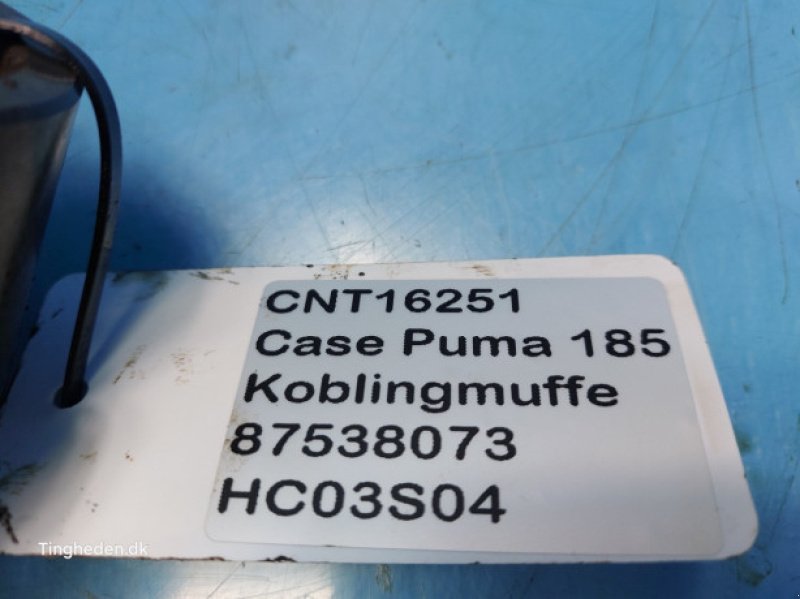 CNT16251
Case Puma 185
Koblingmuffe
87538073
HC03S04
Tingheden.dk